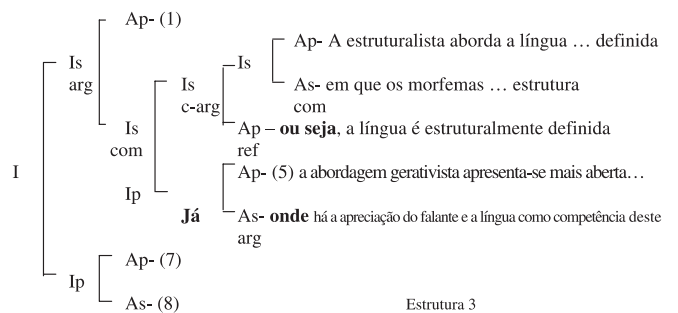 Ap- (1)
Ap- A estruturalista aborda a língua … definida
Is
Is
arg
Is
As- em que os morfemas … estrutura
c-arg
com
Is
Ap – ou seja, a língua é estruturalmente definida
com
ref
I
Ap- (5) a abordagem gerativista apresenta-se mais aberta…
Ip
Já
As- onde há a apreciação do falante e a língua como competência deste
arg
Ap- (7)
Ip
As- (8)
Estrutura 3